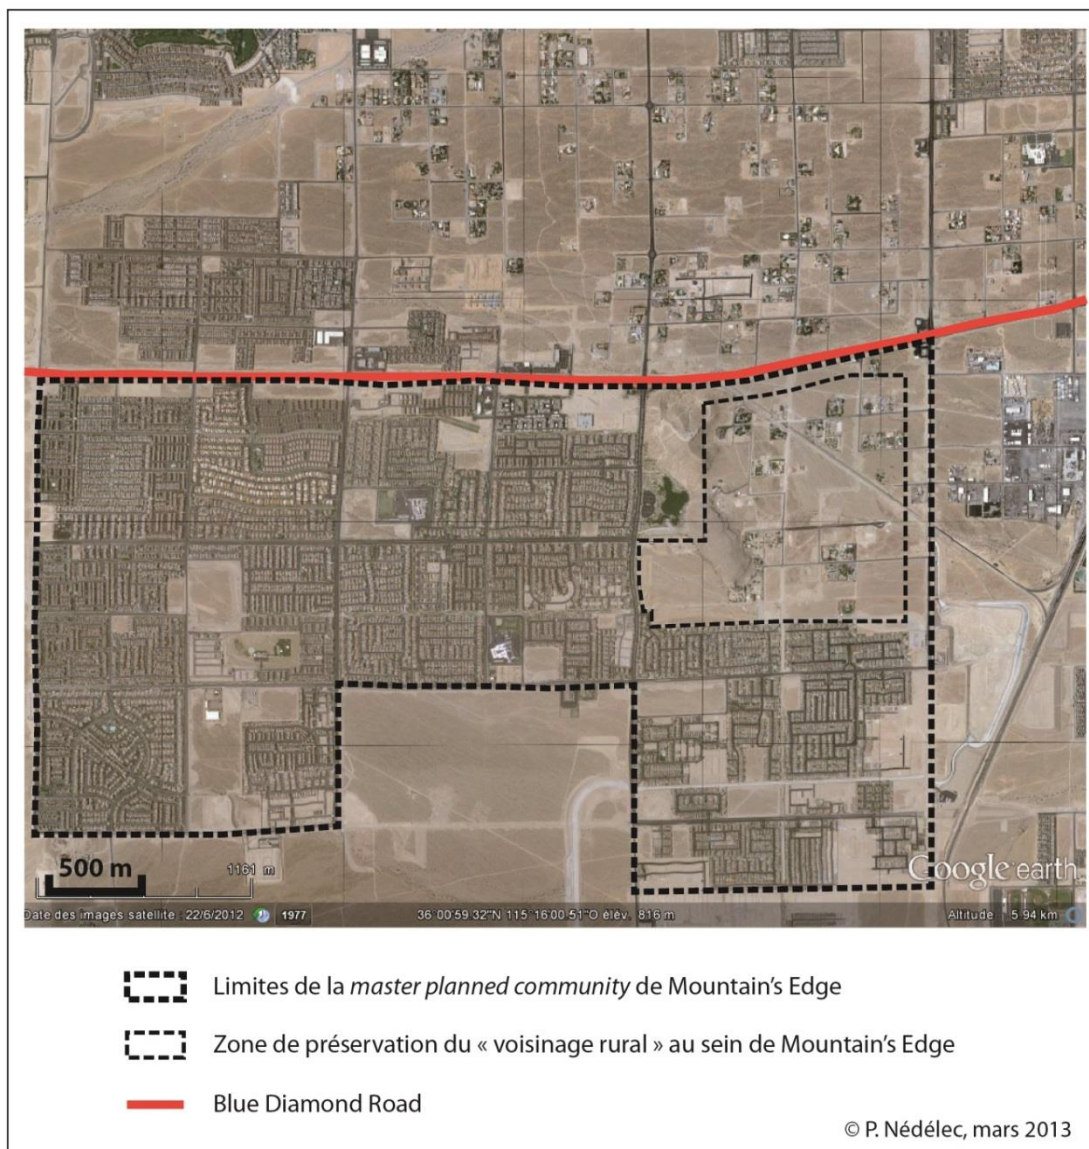 500 m
1161 m
Google earth
Date des images satellite : 22/6/2012 1977 36°00'59.32"N 115°16'00.51"O élév. 816 m Altitude 5.94 km
Limites de la master planned community de Mountain's Edge
Zone de préservation du « voisinage rural » au sein de Mountain's Edge
Blue Diamond Road
© P. Nédélec, mars 2013